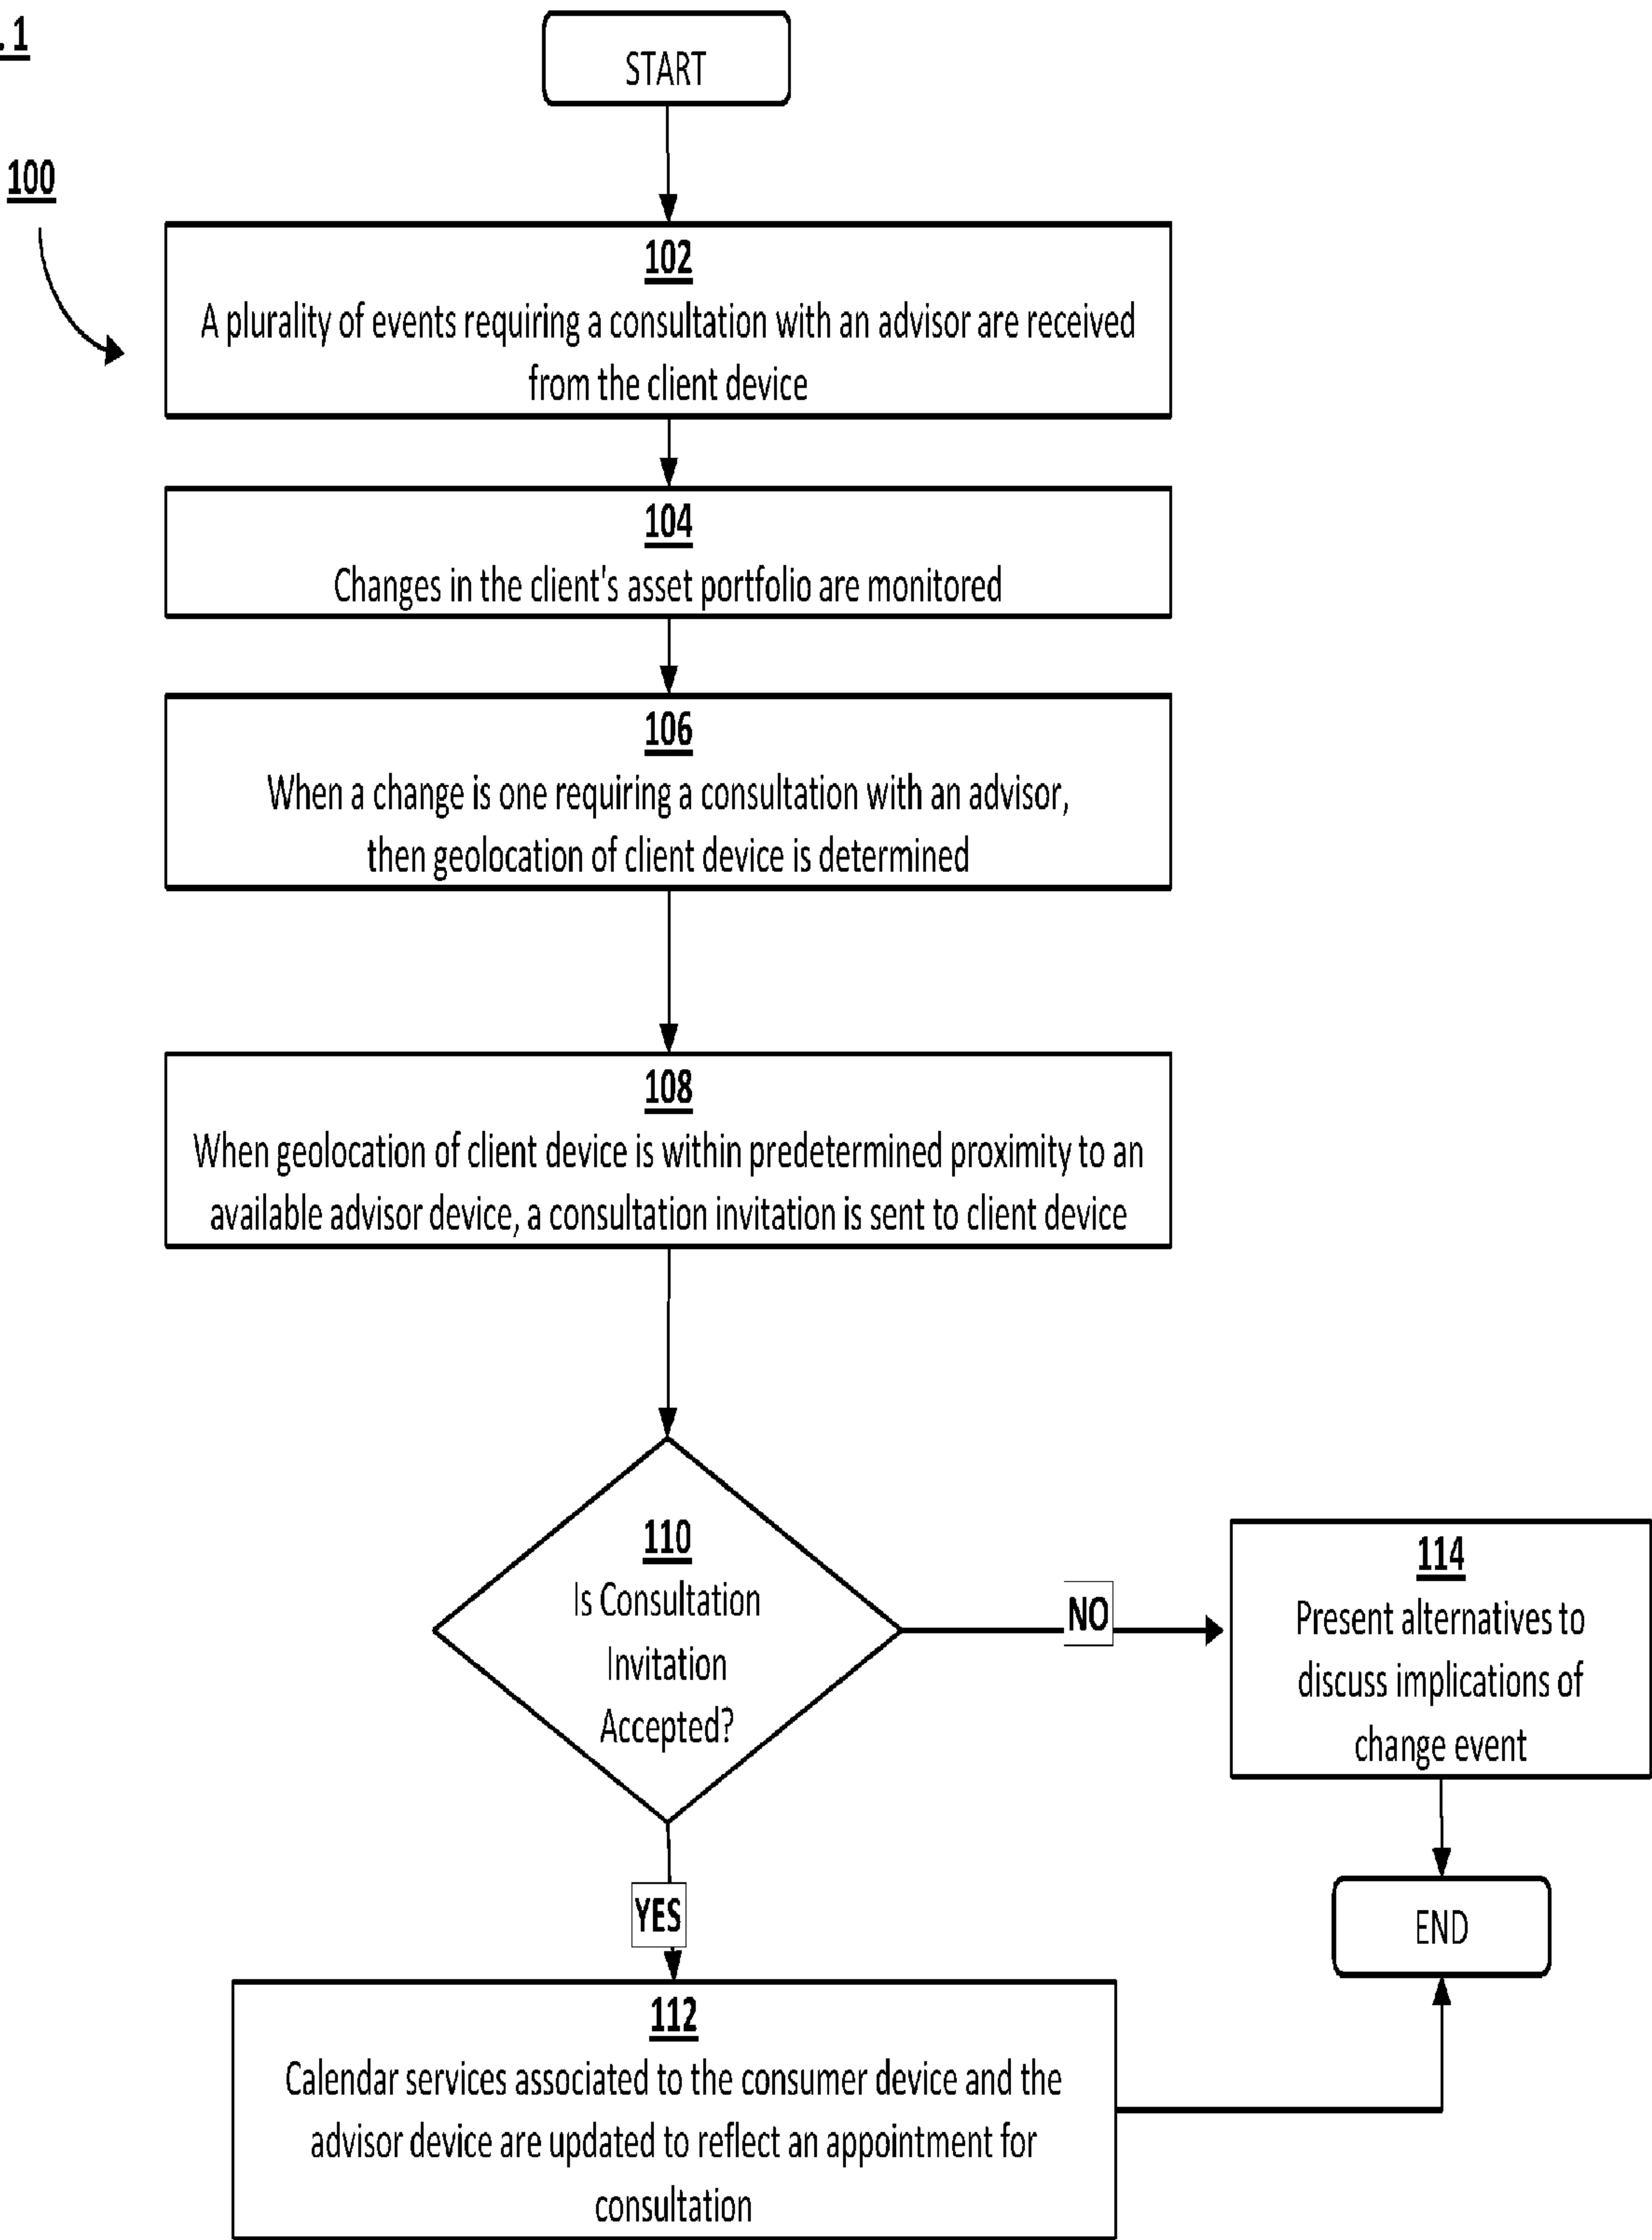 . 1
START
100
102
A plurality of events requiring a consultation with an advisor are received
from the client device
104
Changes in the client's asset portfolio are monitored
106
When a change is one requiring a consultation with an advisor,
then geolocation of client device is determined
108
When geolocation of client device is within predetermined proximity to an
available advisor device, a consultation invitation is sent to client device
110
Is Consultation
Invitation
Accepted?
NO
114
Present alternatives to
discuss implications of
change event
YES
END
112
Calendar services associated to the consumer device and the
advisor device are updated to reflect an appointment for
consultation